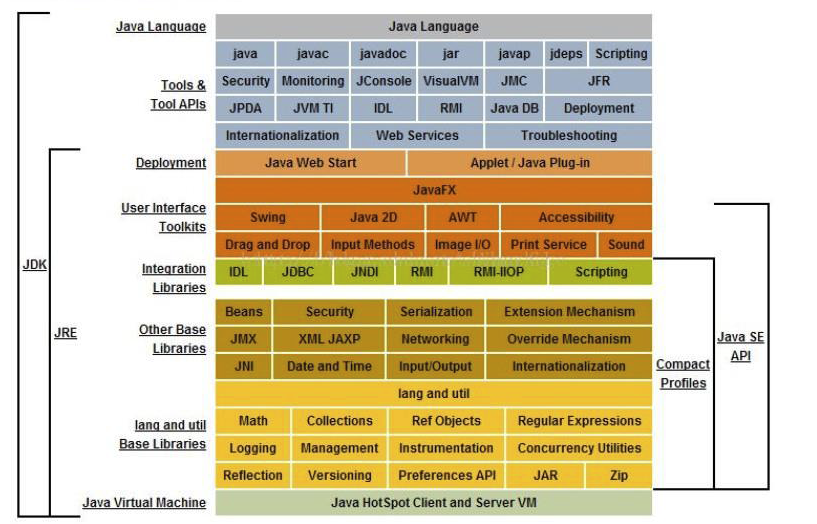 Java Language Java Language
java javac javadoc jar javap jdeps Scripting
Tools & Tool APIs Security Monitoring JConsole VisualVM JMC JFR
JPDA JVM TI IDL RMI Java DB Deployment
Internationalization Web Services Troubleshooting
Deployment Java Web Start Applet / Java Plug-in
JavaFX
User Interface Toolkits Swing Java 2D AWT Accessibility
Drag and Drop Input Methods Image I/O Print Service Sound
JDK
Integration Libraries IDL JDBC JNDI RMI RMI-IIOP Scripting
Beans Security Serialization Extension Mechanism
JRE
Other Base Libraries JMX XML JAXP Networking Override Mechanism
Java SE API
JNI Date and Time Input/Output Internationalization
Compact Profiles
lang and util
Math Collections Ref Objects Regular Expressions
lang and util Base Libraries Logging Management Instrumentation Concurrency Utilities
Reflection Versioning Preferences API JAR Zip
Java Virtual Machine Java HotSpot Client and Server VM